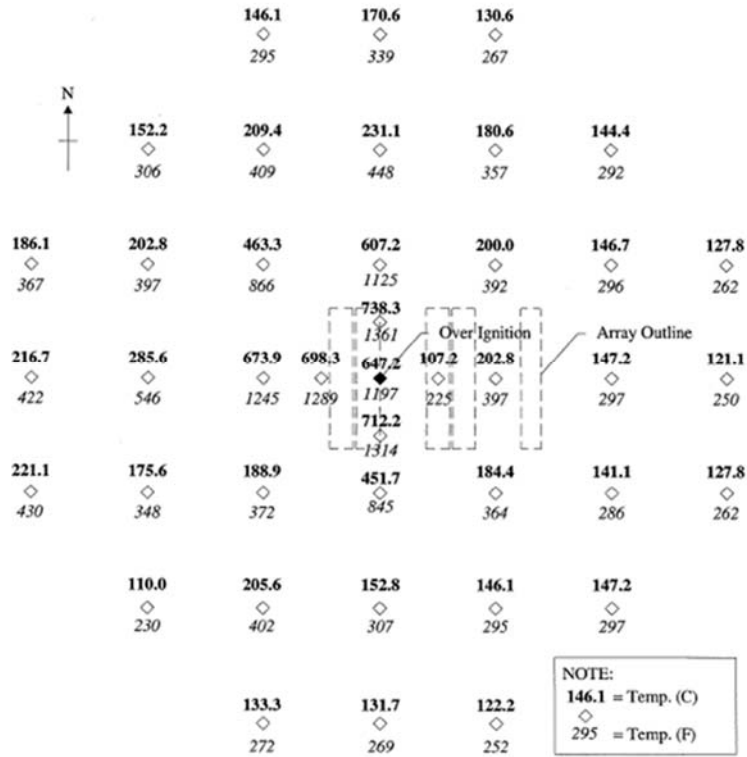 146.1 170.6 130.6
295 339 267
N
152.2 209.4 231.1 180.6 144.4
306 409 448 357 292
186.1 202.8 463.3 607.2 200.0 146.7 127.8
367 397 866 1125 392 296 262
738.3
1361
Over Ignition
Array Outline
216.7 285.6 673.9 698.3 647.2 107.2 202.8 147.2 121.1
422 546 1245 1289 1197 225 397 297 250
712.2
1314
221.1 175.6 188.9 451.7 184.4 141.1 127.8
430 348 372 845 364 286 262
110.0 205.6 152.8 146.1 147.2
230 402 307 295 297
133.3 131.7 122.2
272 269 252
NOTE:
146.1 = Temp. (C)
295 = Temp. (F)